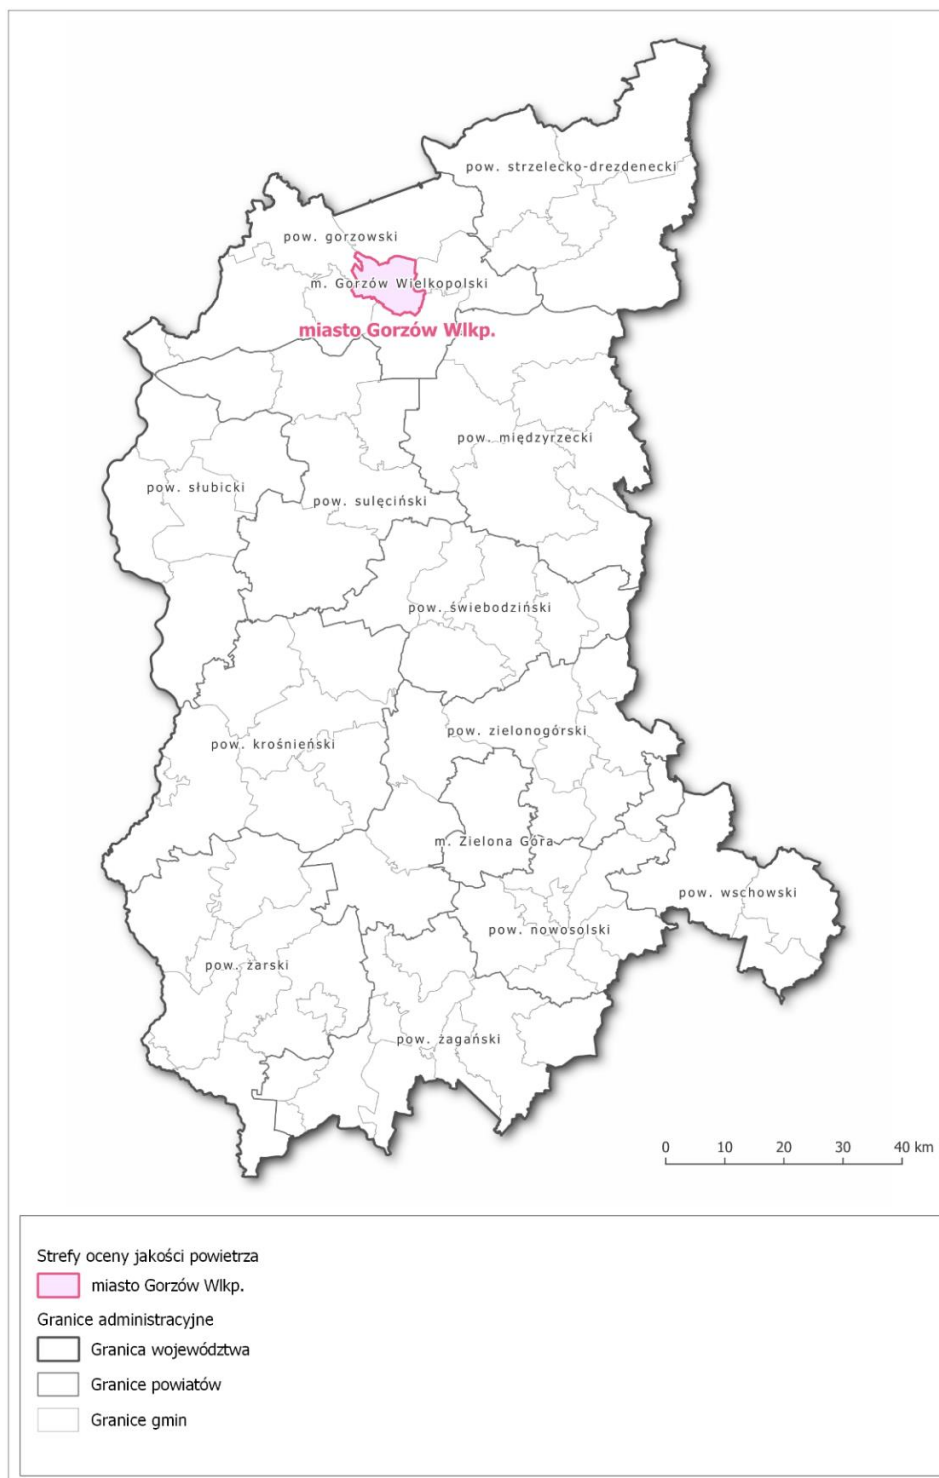 pow. strzelecko-drezdenecki
pow. gorzowski
m. Gorzów Wielkopolski
miasto Gorzów Wlkp.
pow. międzyrzecki
pow. słubicki
pow. sulęciński
pow. świebodziński
pow. zielonogórski
pow. krośnieński
m. Zielona Góra
pow. wschowski
pow. nowosolski
pow. żarski
pow. żagański
0 10 20 30 40 km
Strefy oceny jakości powietrza
miasto Gorzów Wlkp.
Granice administracyjne
Granica województwa
Granice powiatów
Granice gmin